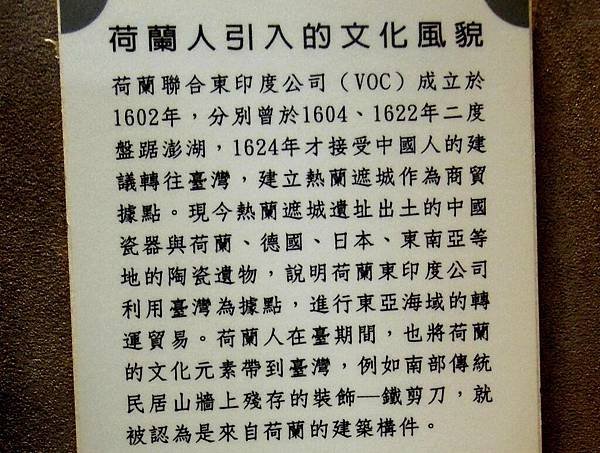 荷蘭人引入的文化風貌
荷蘭聯合東印度公司（VOC）成立於
1602年，分別曾於1604、1622年二度
盤踞澎湖，1624年才接受中國人的建
議轉往臺灣，建立熱蘭遮城作為商貿
據點。現今熱蘭遮城遺址出土的中國
瓷器與荷蘭、德國、日本、東南亞等
地的陶瓷遺物，說明荷蘭東印度公司
利用臺灣為據點，進行東亞海域的轉
運貿易。荷蘭人在臺期間，也將荷蘭
的文化元素帶到臺灣，例如南部傳統
民居山牆上殘存的裝飾─鐵剪刀，就
被認為是來自荷蘭的建築構件。